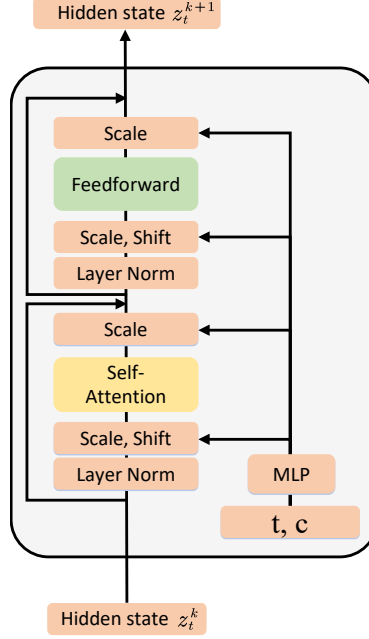 Hidden state $z_t^{k+1}$
Scale
Feedforward
Scale, Shift
Layer Norm
Scale
Self-
Attention
Scale, Shift
Layer Norm
MLP
t, c
Hidden state $z_t^k$